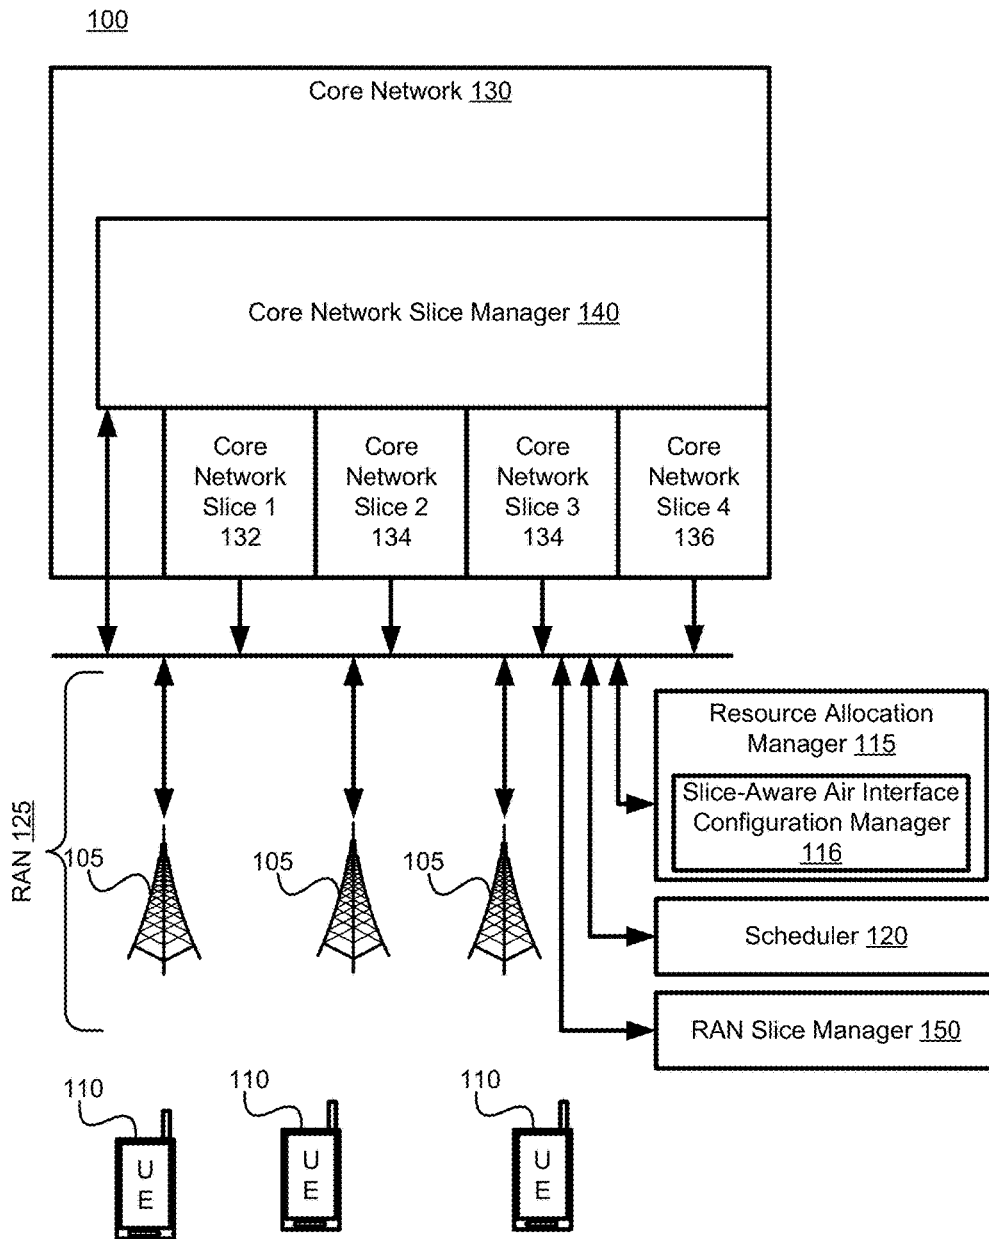 100
Core Network 130
Core Network Slice Manager 140
Core
Network
Slice 1
132
Core
Network
Slice 2
134
Core
Network
Slice 3
134
Core
Network
Slice 4
136
Resource Allocation
Manager 115
Slice-Aware Air Interface
Configuration Manager
116
Scheduler 120
RAN Slice Manager 150
RAN 125
105
105
105
110
110
110
U
E
U
E
U
E